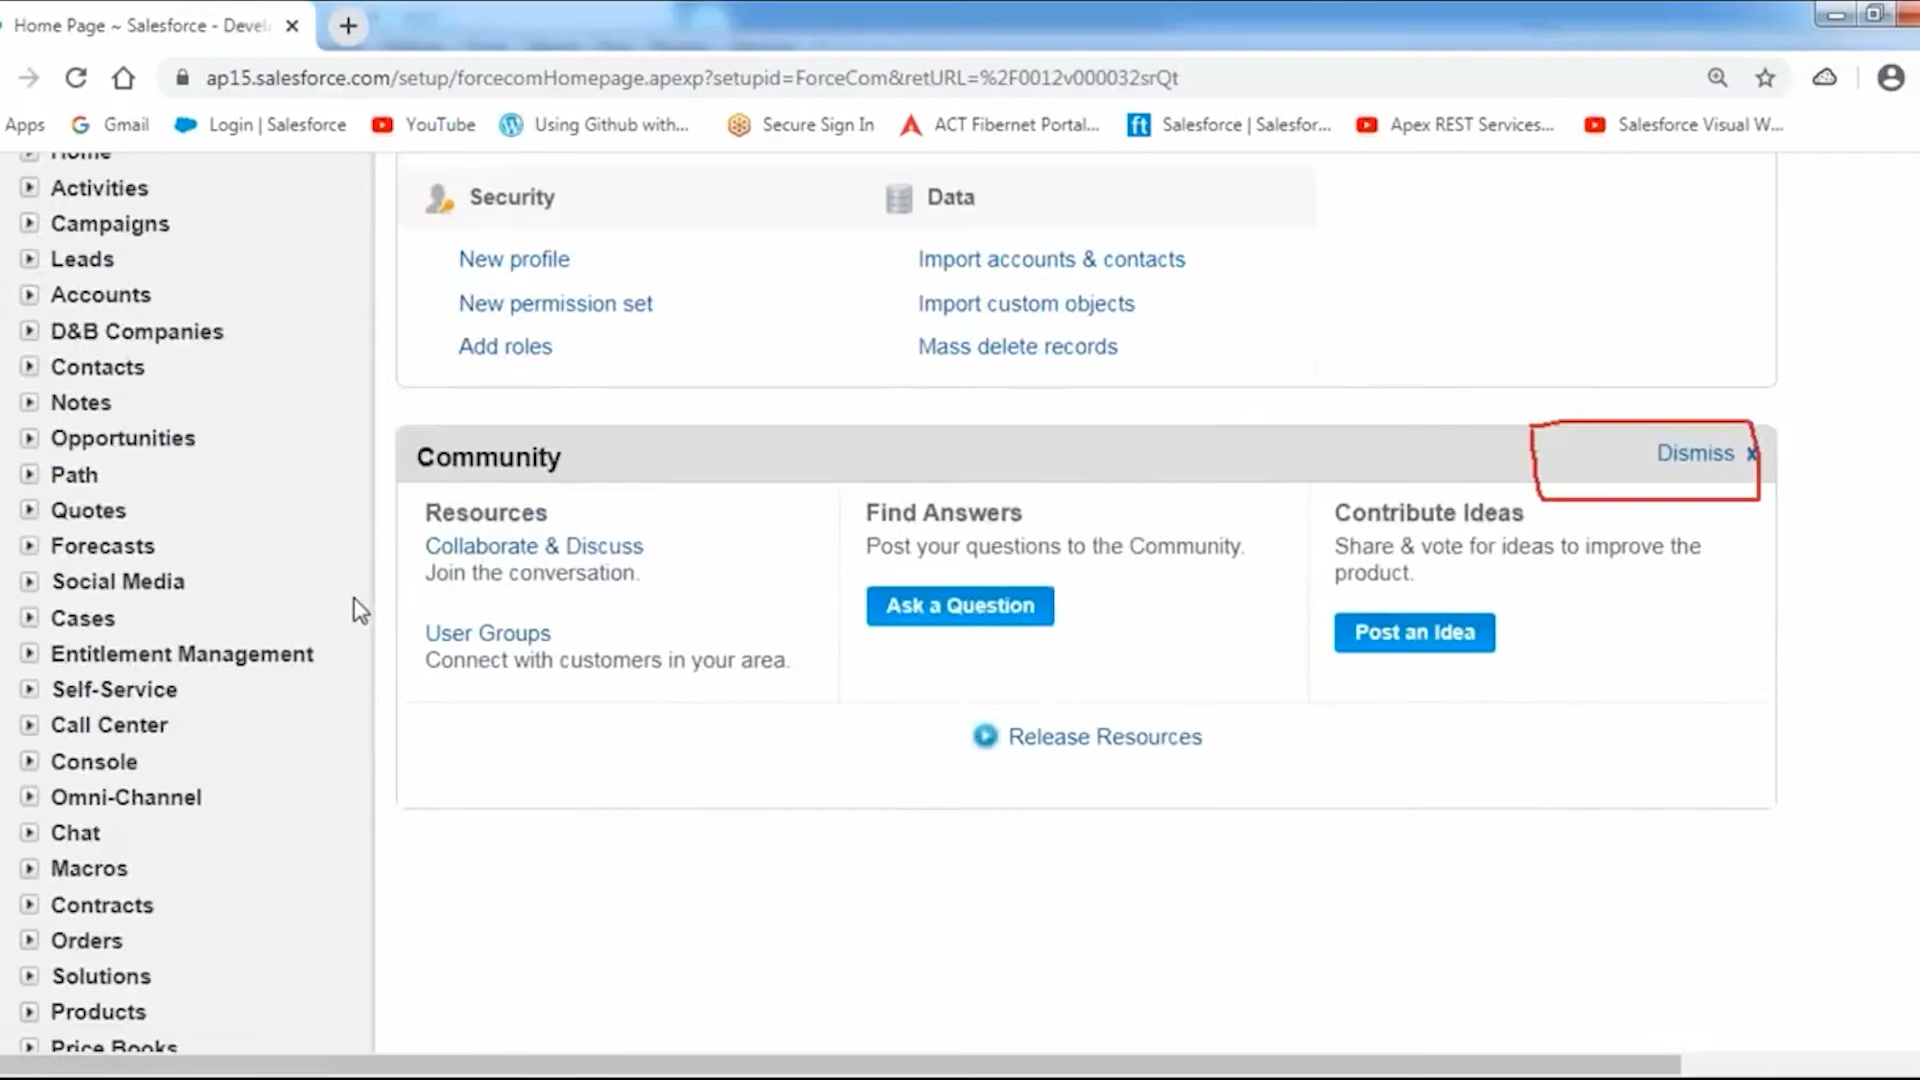 Home Page ~ Salesforce - Devel
ap15.salesforce.com/setup/forcecomHomepage.apexp?setupid=ForceCom&retURL=%2F0012v000032srQt
Apps Gmail Login | Salesforce YouTube Using Github with... Secure Sign In ACT Fibernet Portal... Salesforce | Salesfor... Apex REST Services... Salesforce Visual W...
Home
Activities
Campaigns
Leads
Accounts
D&B Companies
Contacts
Notes
Opportunities
Path
Quotes
Forecasts
Social Media
Cases
Entitlement Management
Self-Service
Call Center
Console
Omni-Channel
Chat
Macros
Contracts
Orders
Solutions
Products
Price Books
Security
New profile
New permission set
Add roles
Data
Import accounts & contacts
Import custom objects
Mass delete records
Community
Dismiss x
Resources
Collaborate & Discuss
Join the conversation.
User Groups
Connect with customers in your area.
Find Answers
Post your questions to the Community.
Ask a Question
Contribute Ideas
Share & vote for ideas to improve the
product.
Post an Idea
Release Resources